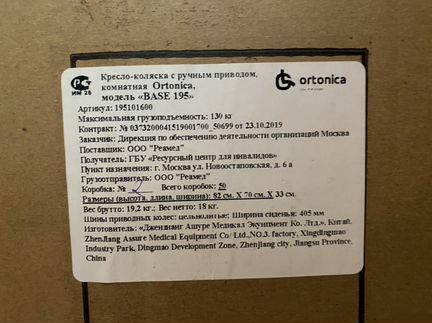 Кресло-коляска с ручным приводом,
комнатная Ortonica,
модель «BASE 195»
ortonica
ИМ 28
Артикул: 195101600
Максимальная грузоподъемность: 130 кг
Контракт: № 0373200041519001700_50699 от 23.10.2019
Заказчик: Дирекция по обеспечению деятельности организаций Москва
Поставщик: ООО "Реамед"
Получатель: ГБУ «Ресурсный центр для инвалидов»
Пункт назначения: г. Москва ул. Новоостаповская, д. 6 а
Грузоотправитель: ООО "Реамед"
Коробка: № Всего коробок: 50
Размеры (высота, длина, ширина): 82 см. X 70 см. X 33 см.
Вес брутто: 19,2 кг.; Вес нетто: 18 кг.
Шины приводных колес: цельнолитые; Ширина сиденья: 405 мм
Изготовитель: «Джензианг Ашуре Медикал Экуипмент Ко. Лтд.», Китай,
ZhenJiang Assure Medical Equipment Co/ Ltd.,NO.3. factory, Xingdingmao
Industry Park, Dingmao Development Zone, Zhenjiang city, Jiangsu Province,
China